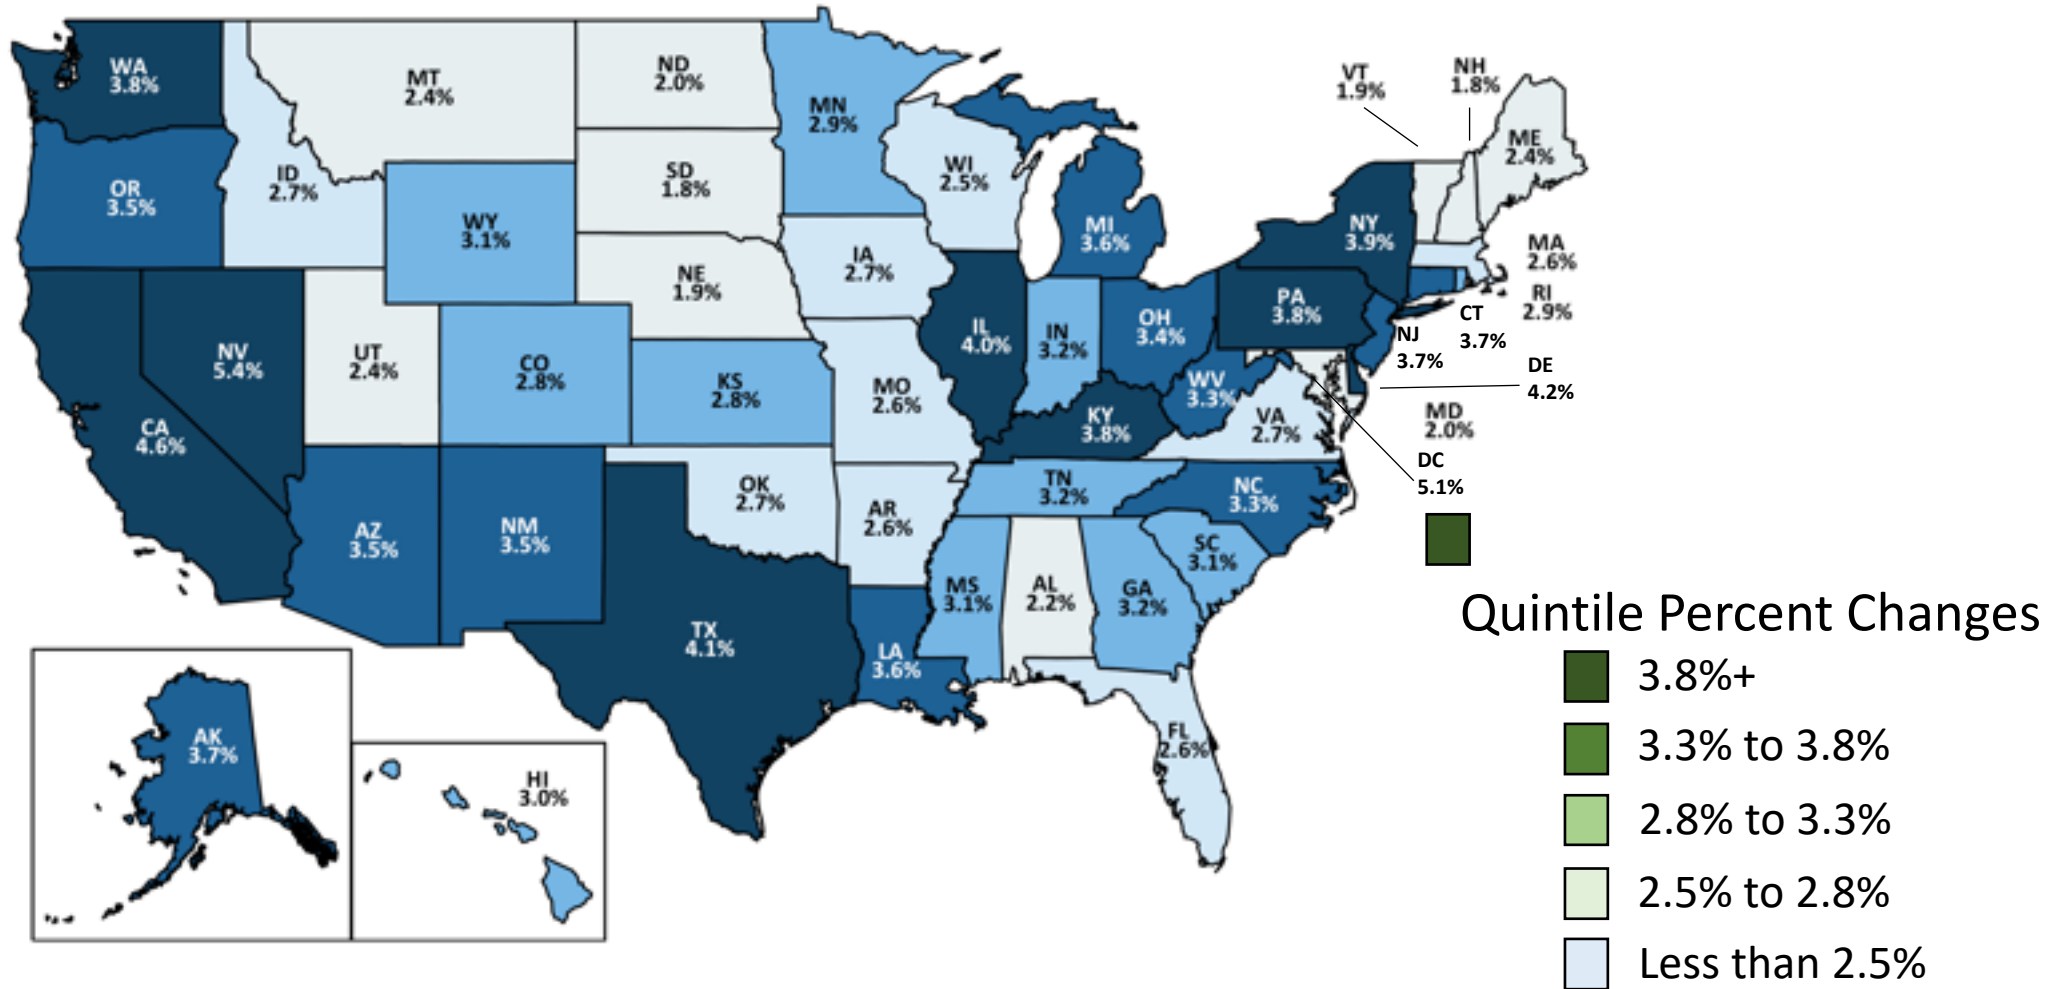 WA
3.8%
MT
2.4%
ND
2.0%
MN
2.9%
VT
1.9%
NH
1.8%
ME
2.4%
OR
3.5%
ID
2.7%
WY
3.1%
SD
1.8%
WI
2.5%
MI
3.6%
NY
3.9%
MA
2.6%
RI
2.9%
CT
3.7%
NJ
3.7%
DE
4.2%
MD
2.0%
DC
5.1%
NV
5.4%
UT
2.4%
CO
2.8%
NE
1.9%
IA
2.7%
IL
4.0%
IN
3.2%
OH
3.4%
PA
3.8%
CA
4.6%
KS
2.8%
MO
2.6%
KY
3.8%
WV
3.3%
VA
2.7%
AZ
3.5%
NM
3.5%
OK
2.7%
AR
2.6%
TN
3.2%
NC
3.3%
SC
3.1%
TX
4.1%
LA
3.6%
MS
3.1%
AL
2.2%
GA
3.2%
FL
2.6%
AK
3.7%
HI
3.0%
Quintile Percent Changes
3.8%+
3.3% to 3.8%
2.8% to 3.3%
2.5% to 2.8%
Less than 2.5%